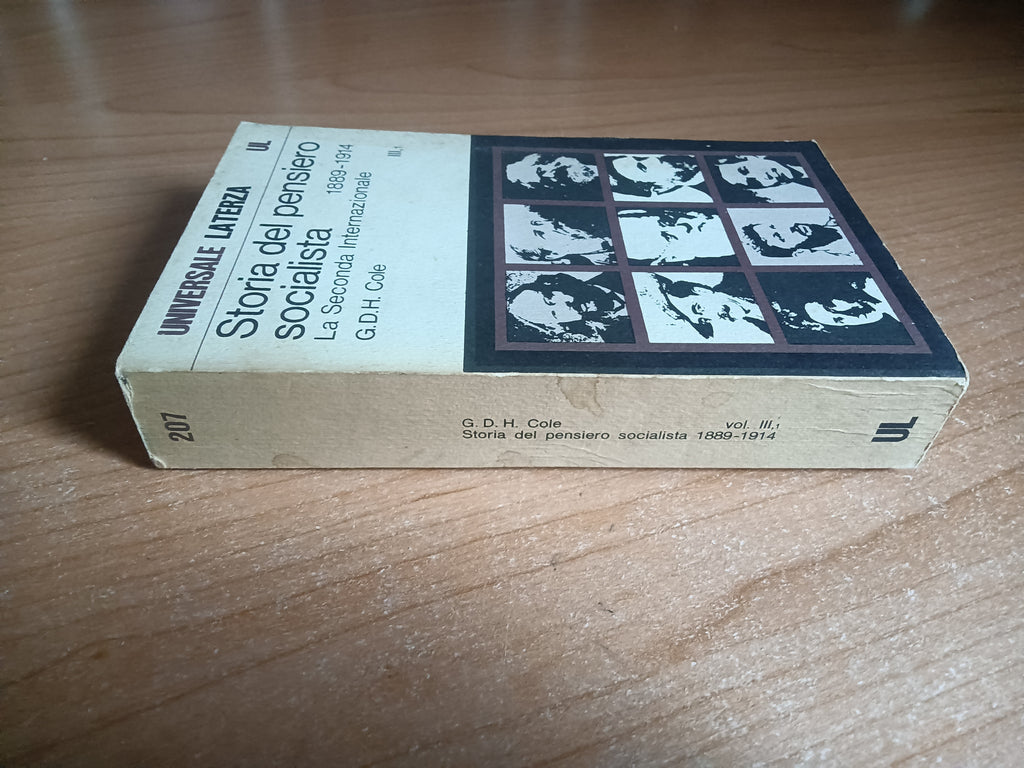 UNIVERSALE LATERZA UL
Storia del pensiero
socialista 1889-1914
La Seconda Internazionale III,1
G.D.H. Cole
207
G. D. H. Cole vol. III,1
Storia del pensiero socialista 1889-1914
UL